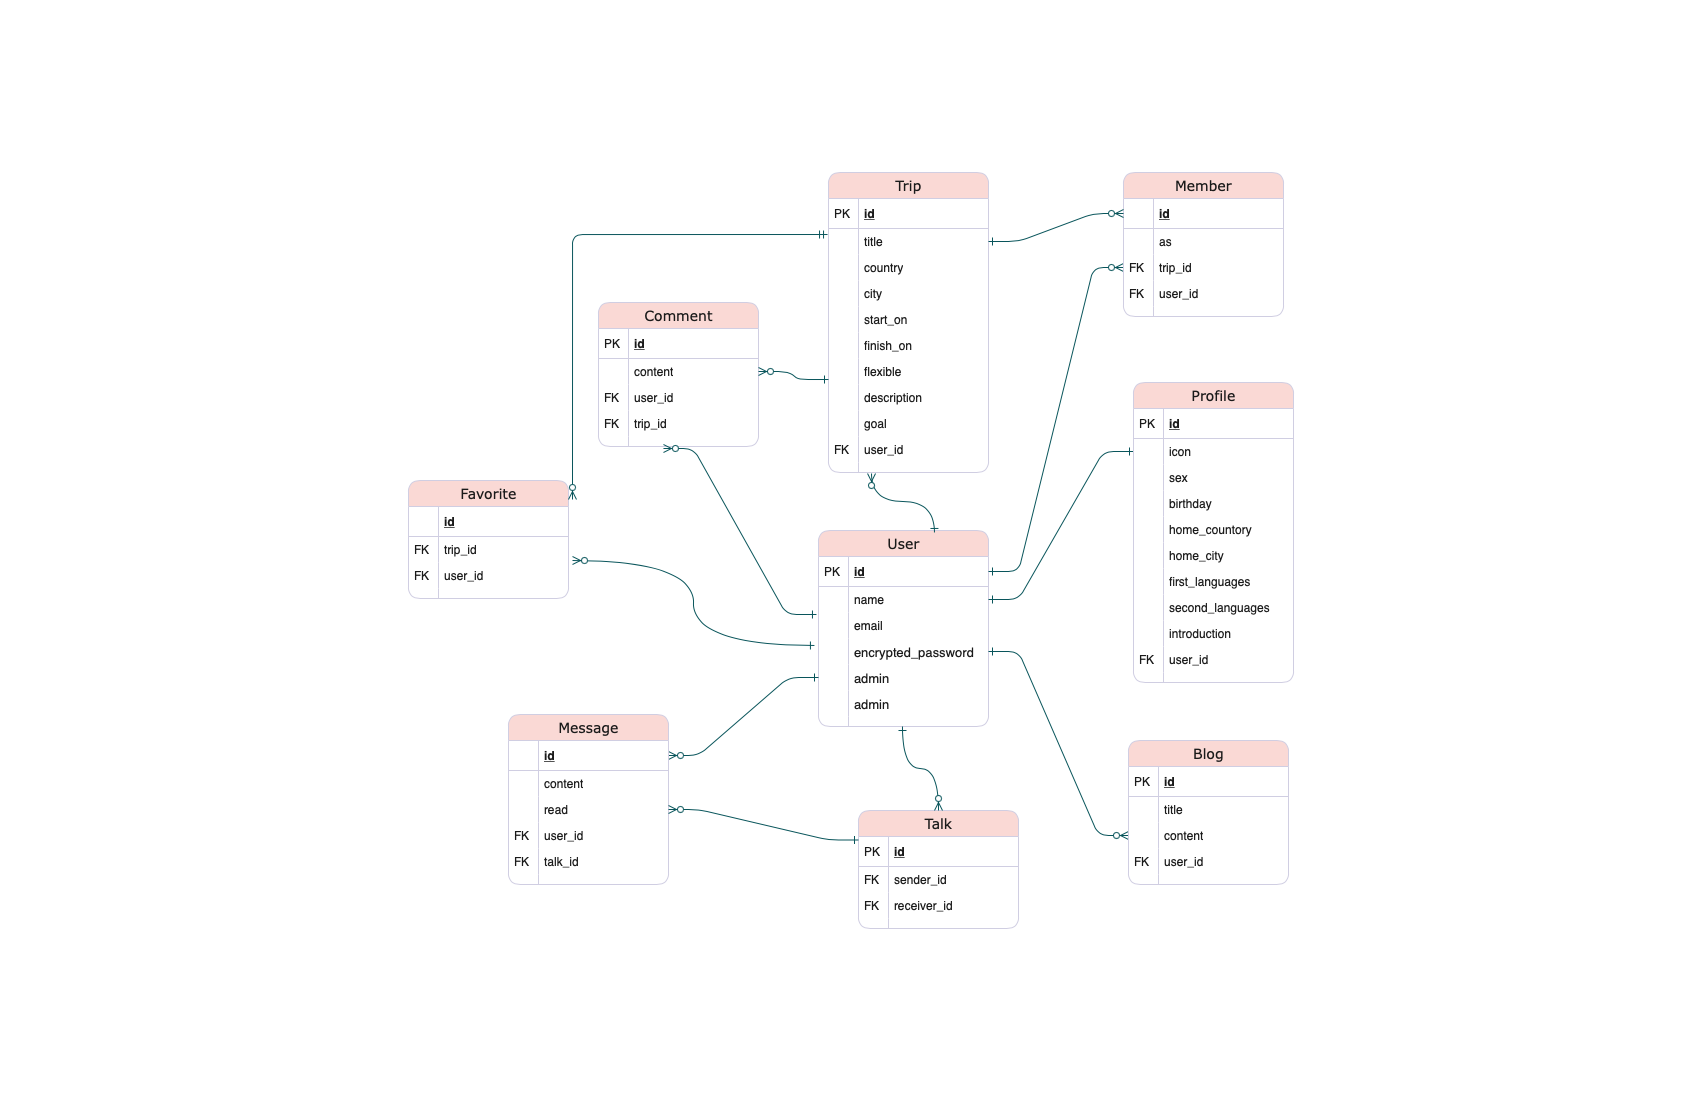 Trip
PK id
title
country
city
start_on
finish_on
flexible
description
goal
FK user_id
Member
id
as
FK trip_id
FK user_id
Comment
PK id
content
FK user_id
FK trip_id
Profile
PK id
icon
sex
birthday
home_countory
home_city
first_languages
second_languages
introduction
FK user_id
Favorite
id
FK trip_id
FK user_id
User
PK id
name
email
encrypted_password
admin
admin
Message
id
content
read
FK user_id
FK talk_id
Blog
PK id
title
content
FK user_id
Talk
PK id
FK sender_id
FK receiver_id